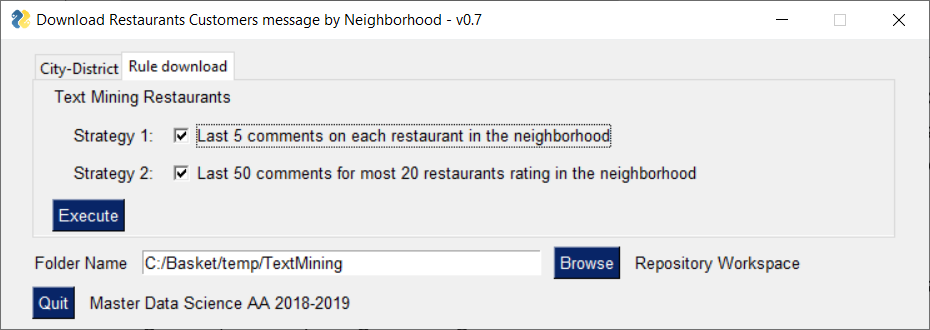 Download Restaurants Customers message by Neighborhood - v0.7
City-District Rule download
Text Mining Restaurants
Strategy 1: Last 5 comments on each restaurant in the neighborhood
Strategy 2: Last 50 comments for most 20 restaurants rating in the neighborhood
Execute
Folder Name C:/Basket/temp/TextMining Browse Repository Workspace
Quit Master Data Science AA 2018-2019